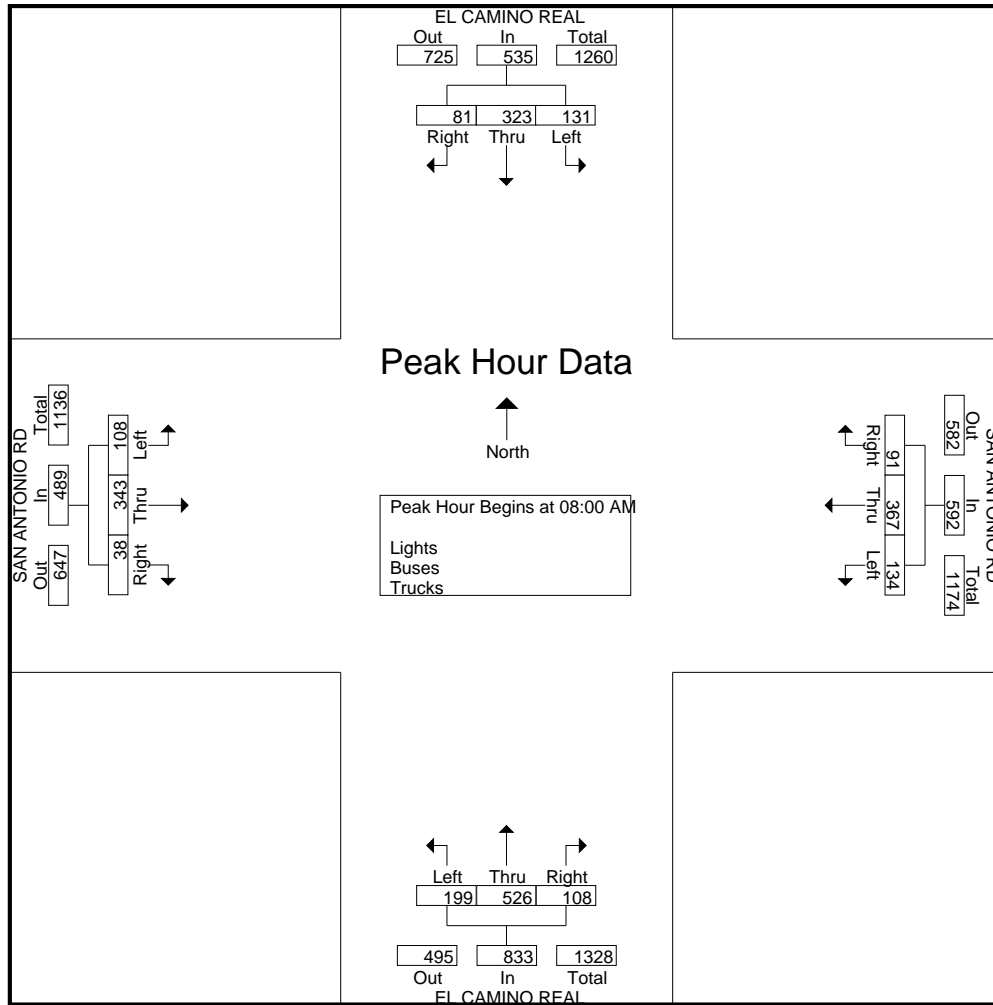 EL CAMINO REAL
Out In Total
725 535 1260
81 323 131
Right Thru Left
Peak Hour Data
North
Peak Hour Begins at 08:00 AM
Lights
Buses
Trucks
SAN ANTONIO RD
Out In Total
647 489 1136
38 343 108
Right Thru Left
SAN ANTONIO RD
Out In Total
582 592 1174
91 367 134
Right Thru Left
Left Thru Right
199 526 108
495 833 1328
Out In Total
EL CAMINO REAL